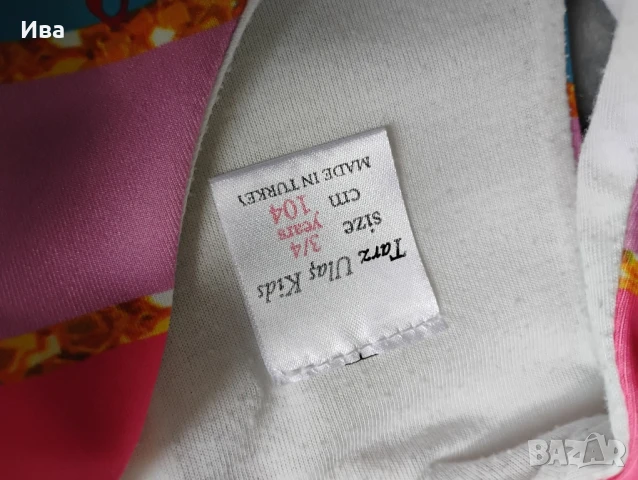 Ива
Tarz Ulaş Kids
size 3/4 years
cm 104
MADE IN TURKEY
BAZAR